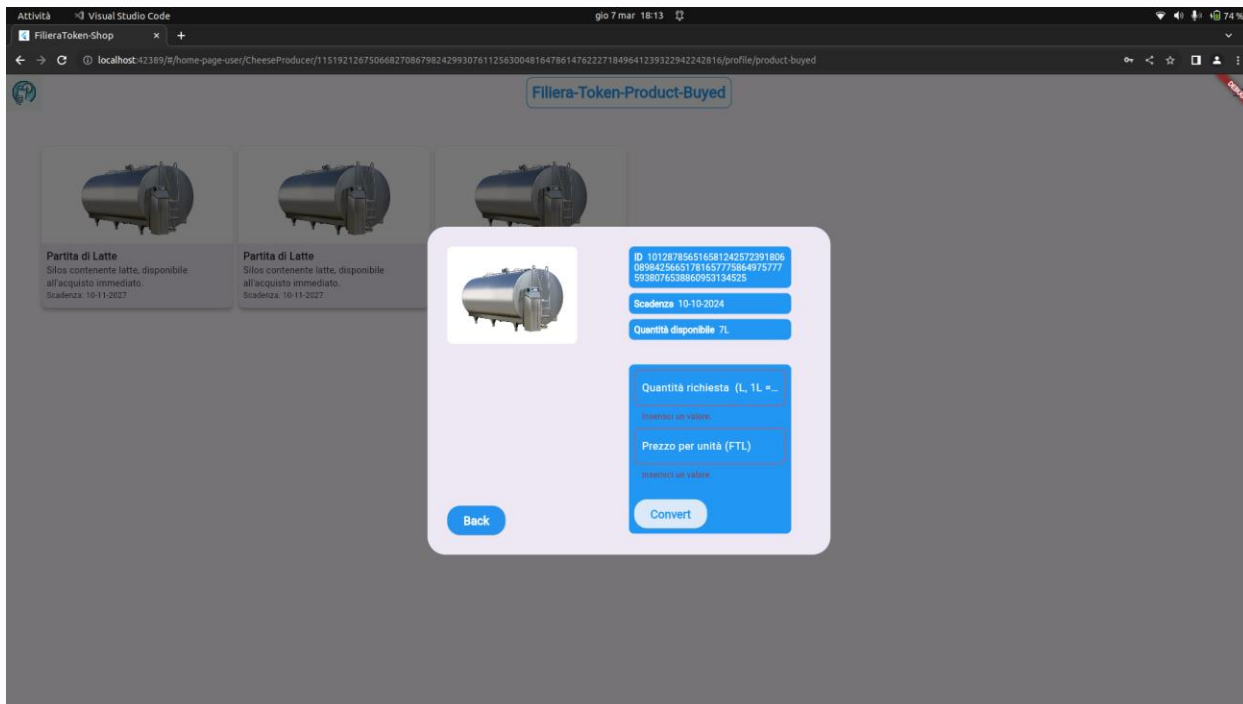 Attività Visual Studio Code gio 7 mar 18:13 74 %
FilieraToken-Shop
localhost:42389/#/home-page-user/CheeseProducer/115192126750668270867982429930761125630048164786147622271849641239322942242816/profile/product-buyed
Filiera-Token-Product-Buyed
DEBUG
Partita di Latte
Silos contenente latte, disponibile
all'acquisto immediato.
Scadenza: 10-11-2027
Partita di Latte
Silos contenente latte, disponibile
all'acquisto immediato.
Scadenza: 10-11-2027
ID 101287856516581242572391806
08984256651781657775864975777
593807653886095313452​5
Scadenza 10-10-2024
Quantità disponibile 7L
Quantità richiesta (L, 1L =...
Inserisci un valore.
Prezzo per unità (FTL)
Inserisci un valore.
Convert
Back